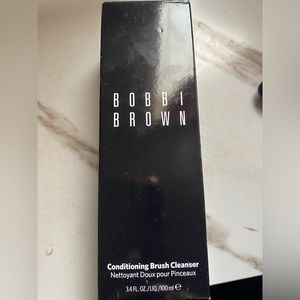 BOBBI
BROWN
Conditioning Brush Cleanser
Nettoyant Doux pour Pinceaux
3.4 FL. OZ./LIQ./100 ml ℮